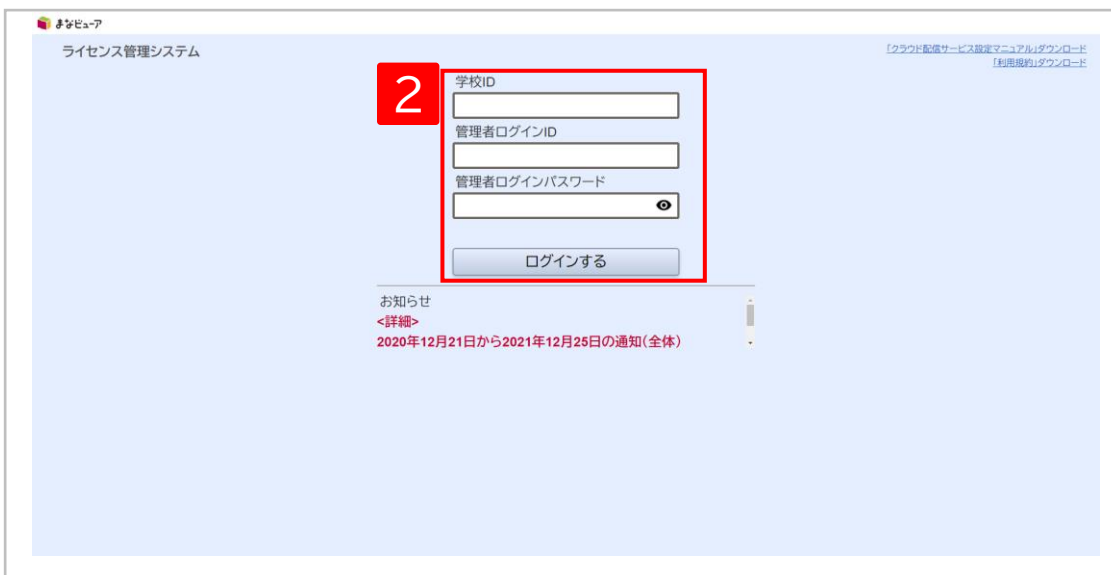 まなビューア
ライセンス管理システム
「クラウド配信サービス設定マニュアル」ダウンロード
「利用規約」ダウンロード
2
学校ID
管理者ログインID
管理者ログインパスワード
ログインする
お知らせ
<詳細>
2020年12月21日から2021年12月25日の通知(全体)